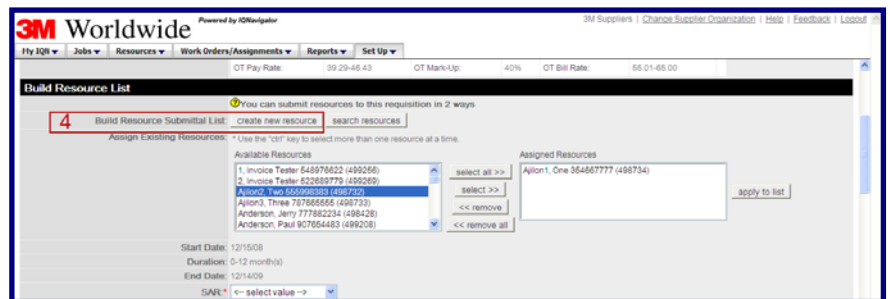 3M Worldwide Powered by IQNavigator
3M Suppliers | Change Supplier Organization | Help | Feedback | Logout
My IQN Jobs Resources Work Orders/Assignments Reports Set Up
OT Pay Rate: 39.29-46.43 OT Mark-Up: 40% OT Bill Rate: 55.01-65.00
Build Resource List
?You can submit resources to this requisition in 2 ways
4 Build Resource Submittal List: create new resource search resources
Assign Existing Resources: * Use the "ctrl" key to select more than one resource at a time.
Available Resources Assigned Resources
1, Invoice Tester 548976622 (499256) select all >> Ajilon1, One 364667777 (498734)
2, Invoice Tester 522689779 (499269)
Ajilon2, Two 555998383 (498732) select >> apply to list
Ajilon3, Three 787665555 (498733)
Anderson, Jerry 777882234 (498428) << remove
Anderson, Paul 907654483 (499208) << remove all
Start Date: 12/15/08
Duration: 0-12 month(s)
End Date: 12/14/09
SAR:* <-- select value -->